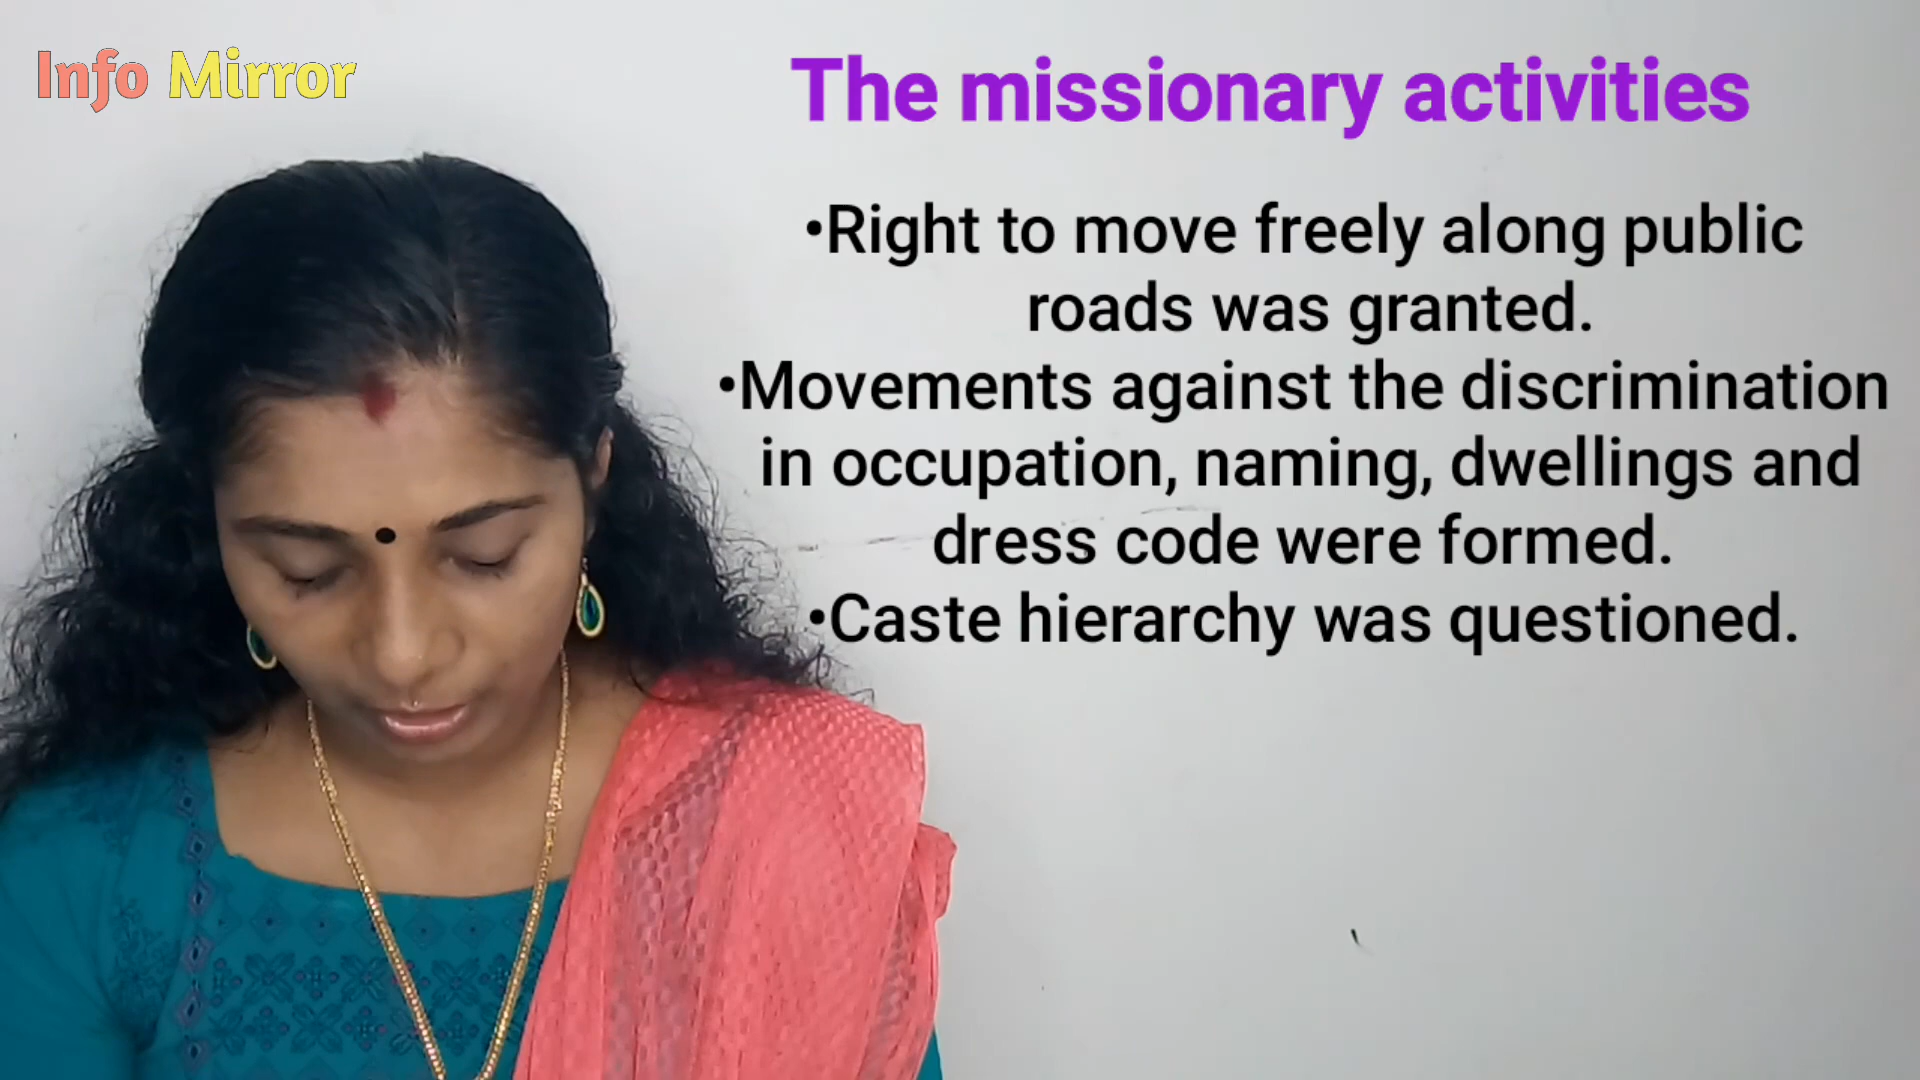 Info Mirror
The missionary activities
•Right to move freely along public
roads was granted.
•Movements against the discrimination
in occupation, naming, dwellings and
dress code were formed.
•Caste hierarchy was questioned.